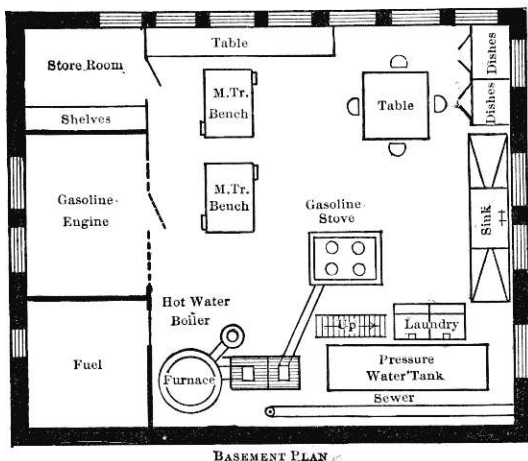 Table
Store Room
Dishes
Dishes
M.Tr.
Bench
Table
Shelves
M.Tr.
Bench
Gasoline
Engine
Gasoline
Stove
Sink
Hot Water
Boiler
Up
Laundry
Fuel
Furnace
Pressure
Water Tank
Sewer
BASEMENT PLAN